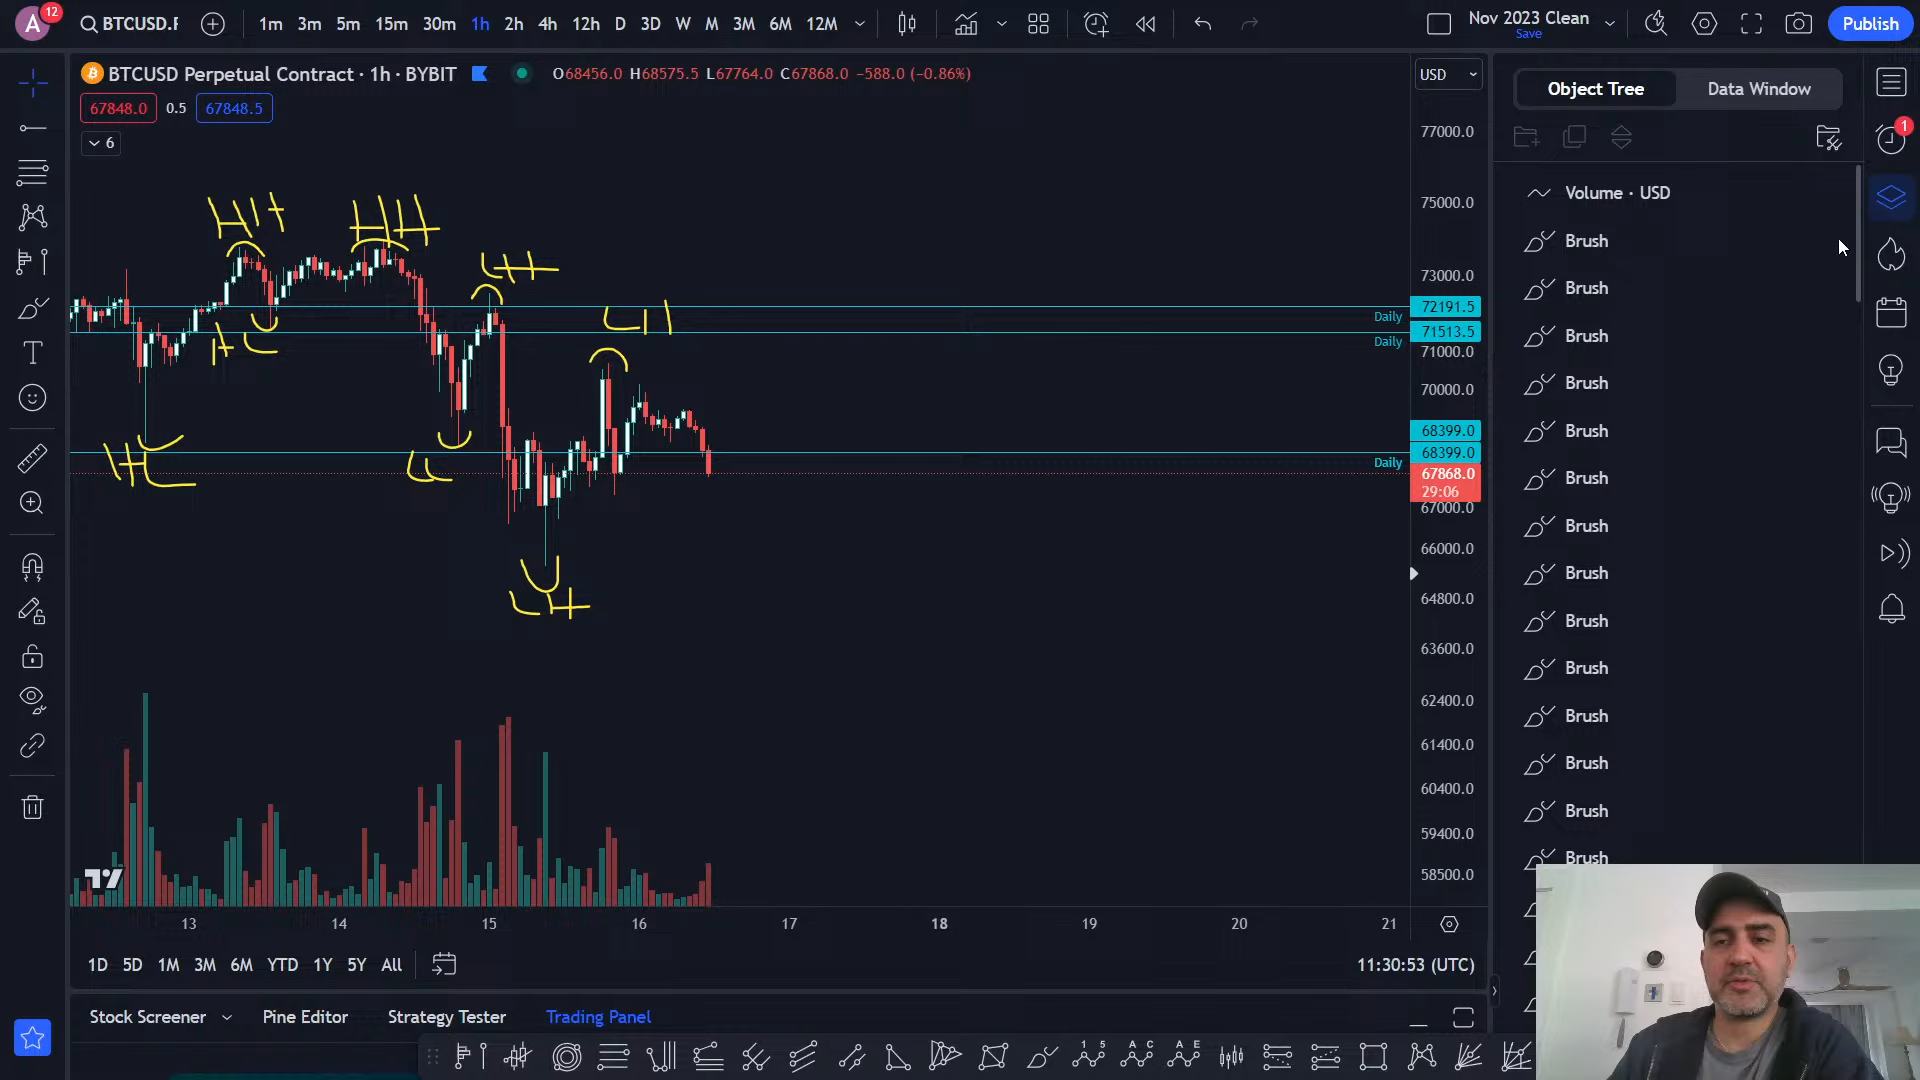 A 12 BTCUSD.F 1m 3m 5m 15m 30m 1h 2h 4h 12h D 3D W M 3M 6M 12M Nov 2023 Clean Save Publish
BTCUSD Perpetual Contract · 1h · BYBIT O68456.0 H68575.5 L67764.0 C67868.0 −588.0 (−0.86%)
67848.0 0.5 67848.5
6
USD
77000.0
75000.0
73000.0
72191.5
Daily
71513.5
Daily
71000.0
70000.0
68399.0
68399.0
Daily
67868.0
29:06
67000.0
66000.0
64800.0
63600.0
62400.0
61400.0
60400.0
59400.0
58500.0
HH
HH
LH
LH
HL
HL
LL
13 14 15 16 17 18 19 20 21
1D 5D 1M 3M 6M YTD 1Y 5Y All 11:30:53 (UTC)
Stock Screener Pine Editor Strategy Tester Trading Panel
1 5 A C A E
Object Tree Data Window
1
Volume · USD
Brush
Brush
Brush
Brush
Brush
Brush
Brush
Brush
Brush
Brush
Brush
Brush
Brush
Brush